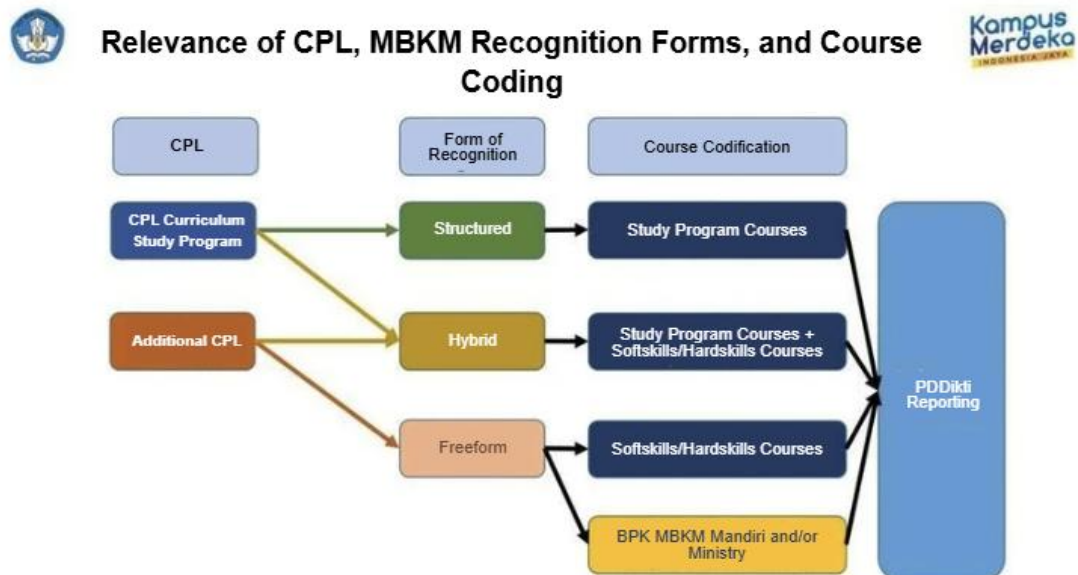 Relevance of CPL, MBKM Recognition Forms, and Course
Coding
Kampus
Merdeka
INDONESIA JAYA
CPL
Form of
Recognition
Course Codification
CPL Curriculum
Study Program
Structured
Study Program Courses
Additional CPL
Hybrid
Study Program Courses +
Softskills/Hardskills Courses
PDDikti
Reporting
Freeform
Softskills/Hardskills Courses
BPK MBKM Mandiri and/or
Ministry